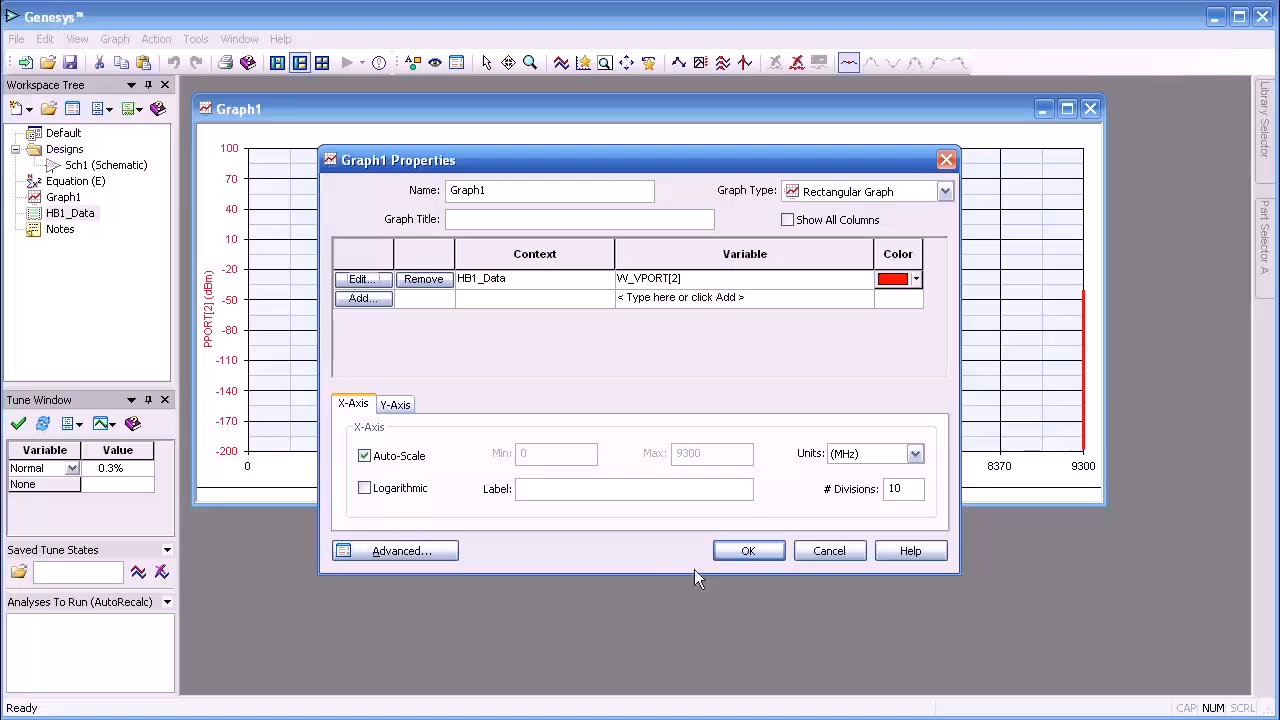 Genesys™
File Edit View Graph Action Tools Window Help
Workspace Tree
Default
Designs
Sch1 (Schematic)
Equation (E)
Graph1
HB1_Data
Notes
Tune Window
Variable Value
Normal 0.3%
None
Saved Tune States
Analyses To Run (AutoRecalc)
Graph1
100
70
40
10
-20
-50
-80
-110
-140
-170
-200
PPORT[2] (dBm)
0 8370 9300
Graph1 Properties
Name: Graph1 Graph Type: Rectangular Graph
Graph Title: Show All Columns
Context Variable Color
Edit... Remove HB1_Data W_VPORT[2]
Add... < Type here or click Add >
X-Axis Y-Axis
X-Axis
Auto-Scale Min: 0 Max: 9300 Units: (MHz)
Logarithmic Label: # Divisions: 10
Advanced... OK Cancel Help
Library Selector
Part Selector A
Ready CAP NUM SCRL